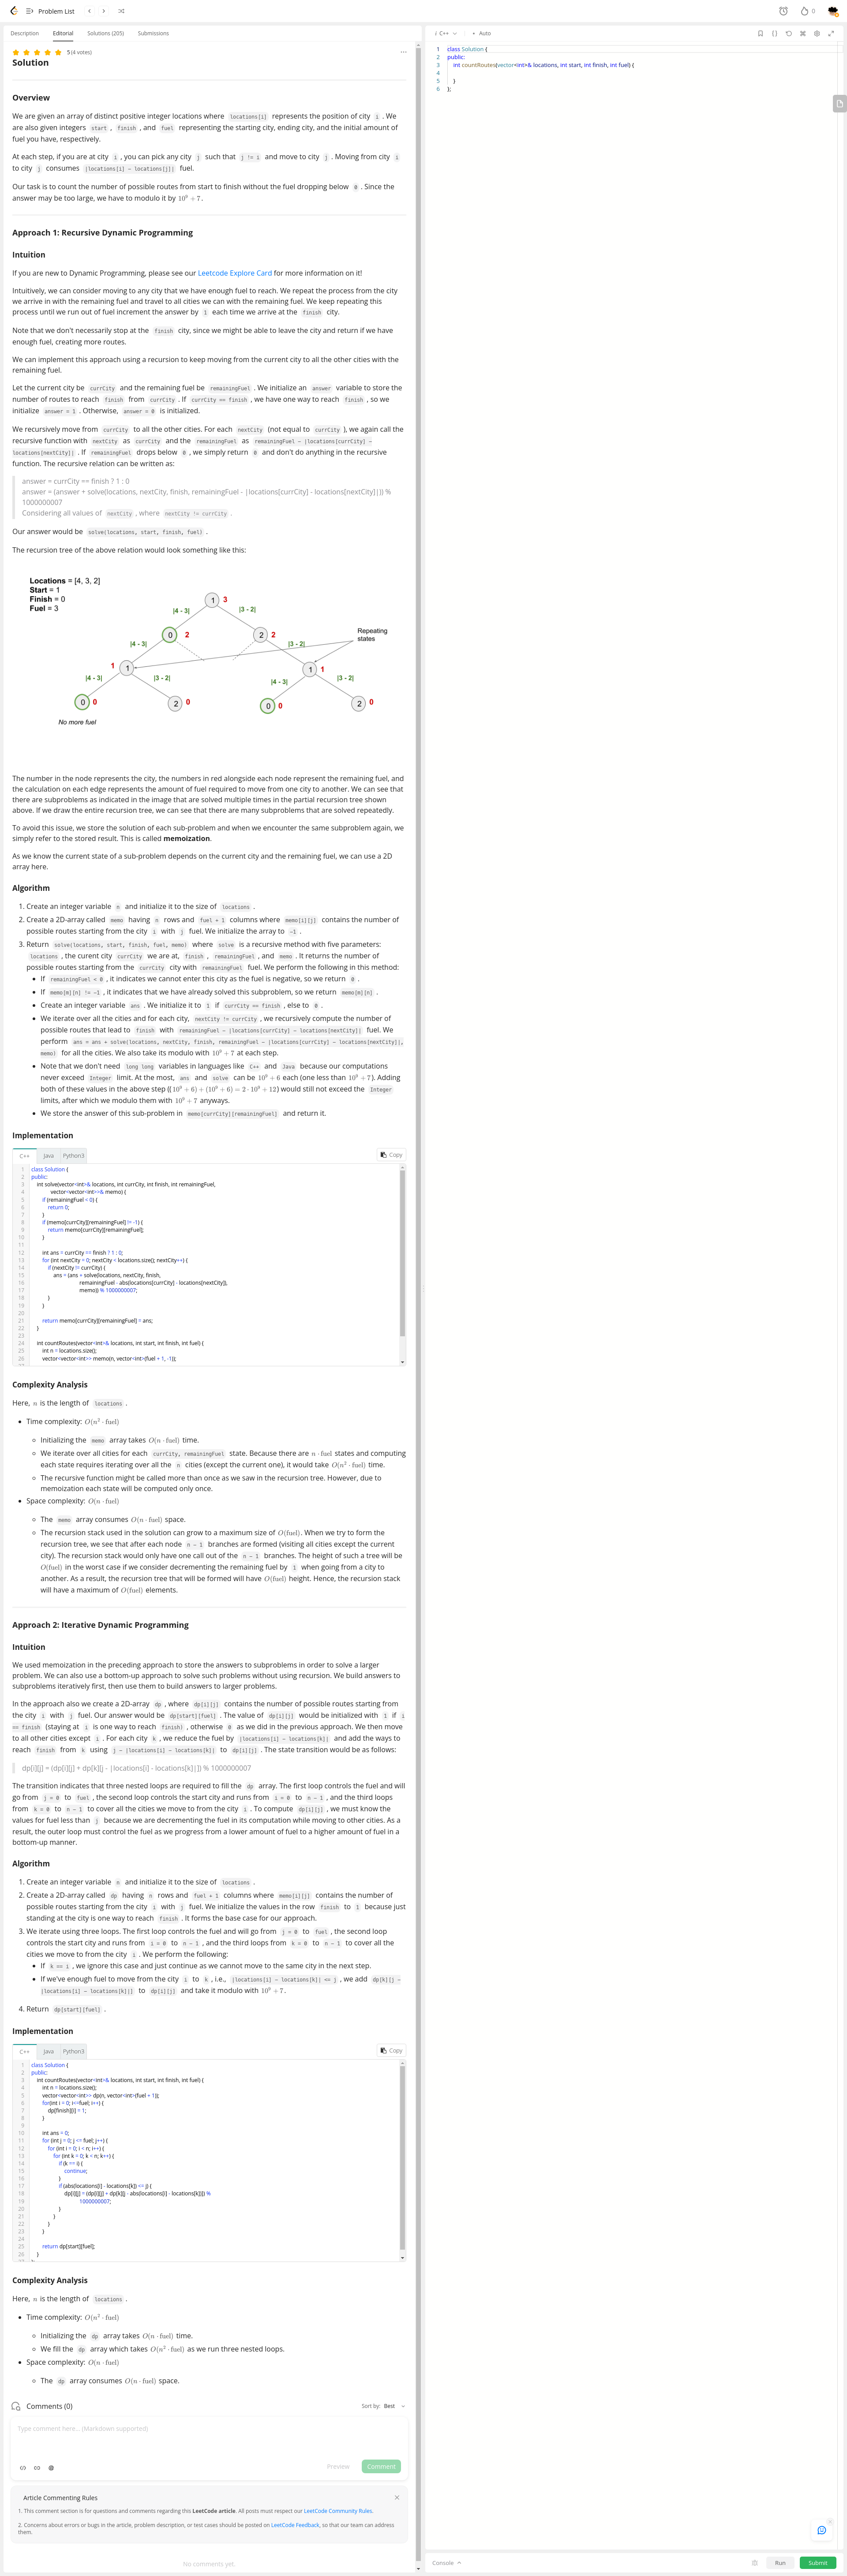 Problem List
0
Description Editorial Solutions (205) Submissions
5 (4 votes)
Solution
Overview
We are given an array of distinct positive integer locations where locations[i] represents the position of city i . We
are also given integers start , finish , and fuel representing the starting city, ending city, and the initial amount of
fuel you have, respectively.
At each step, if you are at city i , you can pick any city j such that j != i and move to city j . Moving from city i
to city j consumes |locations[i] - locations[j]| fuel.
Our task is to count the number of possible routes from start to finish without the fuel dropping below 0 . Since the
answer may be too large, we have to modulo it by 10^9 + 7.
Approach 1: Recursive Dynamic Programming
Intuition
If you are new to Dynamic Programming, please see our Leetcode Explore Card for more information on it!
Intuitively, we can consider moving to any city that we have enough fuel to reach. We repeat the process from the city
we arrive in with the remaining fuel and travel to all cities we can with the remaining fuel. We keep repeating this
process until we run out of fuel increment the answer by 1 each time we arrive at the finish city.
Note that we don't necessarily stop at the finish city, since we might be able to leave the city and return if we have
enough fuel, creating more routes.
We can implement this approach using a recursion to keep moving from the current city to all the other cities with the
remaining fuel.
Let the current city be currCity and the remaining fuel be remainingFuel . We initialize an answer variable to store the
number of routes to reach finish from currCity . If currCity == finish , we have one way to reach finish , so we
initialize answer = 1 . Otherwise, answer = 0 is initialized.
We recursively move from currCity to all the other cities. For each nextCity (not equal to currCity ), we again call the
recursive function with nextCity as currCity and the remainingFuel as remainingFuel - |locations[currCity] -
locations[nextCity]| . If remainingFuel drops below 0 , we simply return 0 and don't do anything in the recursive
function. The recursive relation can be written as:
answer = currCity == finish ? 1 : 0
answer = (answer + solve(locations, nextCity, finish, remainingFuel - |locations[currCity] - locations[nextCity]|)) %
1000000007
Considering all values of nextCity , where nextCity != currCity .
Our answer would be solve(locations, start, finish, fuel) .
The recursion tree of the above relation would look something like this:
Locations = [4, 3, 2]
Start = 1
Finish = 0
Fuel = 3
1 3
|4 - 3| |3 - 2|
0 2 2 2
Repeating
states
|4 - 3| |3 - 2|
1 1 1 1
|4 - 3| |3 - 2| |4 - 3| |3 - 2|
0 0 2 0 0 0 2 0
No more fuel
The number in the node represents the city, the numbers in red alongside each node represent the remaining fuel, and
the calculation on each edge represents the amount of fuel required to move from one city to another. We can see that
there are subproblems as indicated in the image that are solved multiple times in the partial recursion tree shown
above. If we draw the entire recursion tree, we can see that there are many subproblems that are solved repeatedly.
To avoid this issue, we store the solution of each sub-problem and when we encounter the same subproblem again, we
simply refer to the stored result. This is called memoization.
As we know the current state of a sub-problem depends on the current city and the remaining fuel, we can use a 2D
array here.
Algorithm
1. Create an integer variable n and initialize it to the size of locations .
2. Create a 2D-array called memo having n rows and fuel + 1 columns where memo[i][j] contains the number of
possible routes starting from the city i with j fuel. We initialize the array to -1 .
3. Return solve(locations, start, finish, fuel, memo) where solve is a recursive method with five parameters:
locations , the curent city currCity we are at, finish , remainingFuel , and memo . It returns the number of
possible routes starting from the currCity city with remainingFuel fuel. We perform the following in this method:
If remainingFuel < 0 , it indicates we cannot enter this city as the fuel is negative, so we return 0 .
If memo[m][n] != -1 , it indicates that we have already solved this subproblem, so we return memo[m][n] .
Create an integer variable ans . We initialize it to 1 if currCity == finish , else to 0 .
We iterate over all the cities and for each city, nextCity != currCity , we recursively compute the number of
possible routes that lead to finish with remainingFuel - |locations[currCity] - locations[nextCity]| fuel. We
perform ans = ans + solve(locations, nextCity, finish, remainingFuel - |locations[currCity] - locations[nextCity]|,
memo) for all the cities. We also take its modulo with 10^9 + 7 at each step.
Note that we don't need long long variables in languages like C++ and Java because our computations
never exceed Integer limit. At the most, ans and solve can be 10^9 + 6 each (one less than 10^9 + 7). Adding
both of these values in the above step ((10^9 + 6) + (10^9 + 6) = 2 · 10^9 + 12) would still not exceed the Integer
limits, after which we modulo them with 10^9 + 7 anyways.
We store the answer of this sub-problem in memo[currCity][remainingFuel] and return it.
Implementation
C++ Java Python3 Copy
1 class Solution {
2 public:
3 int solve(vector<int>& locations, int currCity, int finish, int remainingFuel,
4 vector<vector<int>>& memo) {
5 if (remainingFuel < 0) {
6 return 0;
7 }
8 if (memo[currCity][remainingFuel] != -1) {
9 return memo[currCity][remainingFuel];
10 }
11
12 int ans = currCity == finish ? 1 : 0;
13 for (int nextCity = 0; nextCity < locations.size(); nextCity++) {
14 if (nextCity != currCity) {
15 ans = (ans + solve(locations, nextCity, finish,
16 remainingFuel - abs(locations[currCity] - locations[nextCity]),
17 memo)) % 1000000007;
18 }
19 }
20
21 return memo[currCity][remainingFuel] = ans;
22 }
23
24 int countRoutes(vector<int>& locations, int start, int finish, int fuel) {
25 int n = locations.size();
26 vector<vector<int>> memo(n, vector<int>(fuel + 1, -1));
Complexity Analysis
Here, n is the length of locations .
Time complexity: O(n^2 · fuel)
Initializing the memo array takes O(n · fuel) time.
We iterate over all cities for each currCity, remainingFuel state. Because there are n · fuel states and computing
each state requires iterating over all the n cities (except the current one), it would take O(n^2 · fuel) time.
The recursive function might be called more than once as we saw in the recursion tree. However, due to
memoization each state will be computed only once.
Space complexity: O(n · fuel)
The memo array consumes O(n · fuel) space.
The recursion stack used in the solution can grow to a maximum size of O(fuel). When we try to form the
recursion tree, we see that after each node n - 1 branches are formed (visiting all cities except the current
city). The recursion stack would only have one call out of the n - 1 branches. The height of such a tree will be
O(fuel) in the worst case if we consider decrementing the remaining fuel by 1 when going from a city to
another. As a result, the recursion tree that will be formed will have O(fuel) height. Hence, the recursion stack
will have a maximum of O(fuel) elements.
Approach 2: Iterative Dynamic Programming
Intuition
We used memoization in the preceding approach to store the answers to subproblems in order to solve a larger
problem. We can also use a bottom-up approach to solve such problems without using recursion. We build answers to
subproblems iteratively first, then use them to build answers to larger problems.
In the approach also we create a 2D-array dp , where dp[i][j] contains the number of possible routes starting from
the city i with j fuel. Our answer would be dp[start][fuel] . The value of dp[i][j] would be initialized with 1 if i
== finish (staying at i is one way to reach finish) , otherwise 0 as we did in the previous approach. We then move
to all other cities except i . For each city k , we reduce the fuel by |locations[i] - locations[k]| and add the ways to
reach finish from k using j - |locations[i] - locations[k]| to dp[i][j] . The state transition would be as follows:
dp[i][j] = (dp[i][j] + dp[k][j - |locations[i] - locations[k]|]) % 1000000007
The transition indicates that three nested loops are required to fill the dp array. The first loop controls the fuel and will
go from j = 0 to fuel , the second loop controls the start city and runs from i = 0 to n - 1 , and the third loops
from k = 0 to n - 1 to cover all the cities we move to from the city i . To compute dp[i][j] , we must know the
values for fuel less than j because we are decrementing the fuel in its computation while moving to other cities. As a
result, the outer loop must control the fuel as we progress from a lower amount of fuel to a higher amount of fuel in a
bottom-up manner.
Algorithm
1. Create an integer variable n and initialize it to the size of locations .
2. Create a 2D-array called dp having n rows and fuel + 1 columns where memo[i][j] contains the number of
possible routes starting from the city i with j fuel. We initialize the values in the row finish to 1 because just
standing at the city is one way to reach finish . It forms the base case for our approach.
3. We iterate using three loops. The first loop controls the fuel and will go from j = 0 to fuel , the second loop
controls the start city and runs from i = 0 to n - 1 , and the third loops from k = 0 to n - 1 to cover all the
cities we move to from the city i . We perform the following:
If k == i , we ignore this case and just continue as we cannot move to the same city in the next step.
If we've enough fuel to move from the city i to k , i.e., |locations[i] - locations[k]| <= j , we add dp[k][j -
|locations[i] - locations[k]|] to dp[i][j] and take it modulo with 10^9 + 7.
4. Return dp[start][fuel] .
Implementation
C++ Java Python3 Copy
1 class Solution {
2 public:
3 int countRoutes(vector<int>& locations, int start, int finish, int fuel) {
4 int n = locations.size();
5 vector<vector<int>> dp(n, vector<int>(fuel + 1));
6 for(int i = 0; i<=fuel; i++) {
7 dp[finish][i] = 1;
8 }
9
10 int ans = 0;
11 for (int j = 0; j <= fuel; j++) {
12 for (int i = 0; i < n; i++) {
13 for (int k = 0; k < n; k++) {
14 if (k == i) {
15 continue;
16 }
17 if (abs(locations[i] - locations[k]) <= j) {
18 dp[i][j] = (dp[i][j] + dp[k][j - abs(locations[i] - locations[k])]) %
19 1000000007;
20 }
21 }
22 }
23 }
24
25 return dp[start][fuel];
26 }
Complexity Analysis
Here, n is the length of locations .
Time complexity: O(n^2 · fuel)
Initializing the dp array takes O(n · fuel) time.
We fill the dp array which takes O(n^2 · fuel) as we run three nested loops.
Space complexity: O(n · fuel)
The dp array consumes O(n · fuel) space.
Comments (0) Sort by: Best
Type comment here... (Markdown supported)
Preview Comment
Article Commenting Rules
1. This comment section is for questions and comments regarding this LeetCode article. All posts must respect our LeetCode Community Rules.
2. Concerns about errors or bugs in the article, problem description, or test cases should be posted on LeetCode Feedback, so that our team can address
them.
No comments yet.
i C++ Auto
1 class Solution {
2 public:
3 int countRoutes(vector<int>& locations, int start, int finish, int fuel) {
4
5 }
6 };
Console Run Submit